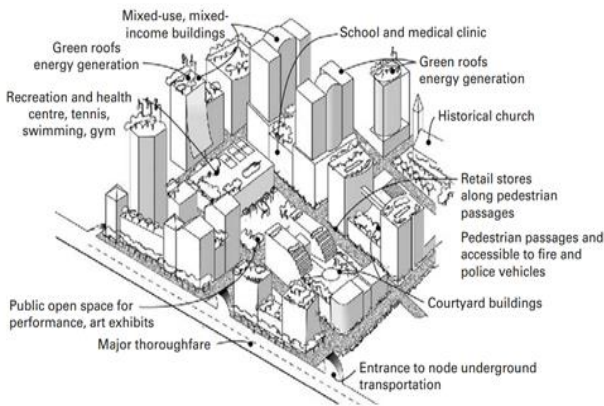 Mixed-use, mixed-
income buildings
Green roofs
energy generation
School and medical clinic
Green roofs
energy generation
Recreation and health
centre, tennis,
swimming, gym
Historical church
Retail stores
along pedestrian
passages
Pedestrian passages and
accessible to fire and
police vehicles
Public open space for
performance, art exhibits
Courtyard buildings
Major thoroughfare
Entrance to node underground
transportation